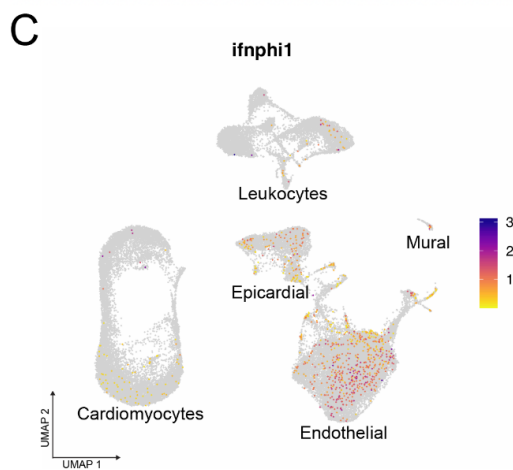 C
ifnphi1
Leukocytes
Mural
3
2
1
Epicardial
Cardiomyocytes
Endothelial
UMAP 2
UMAP 1